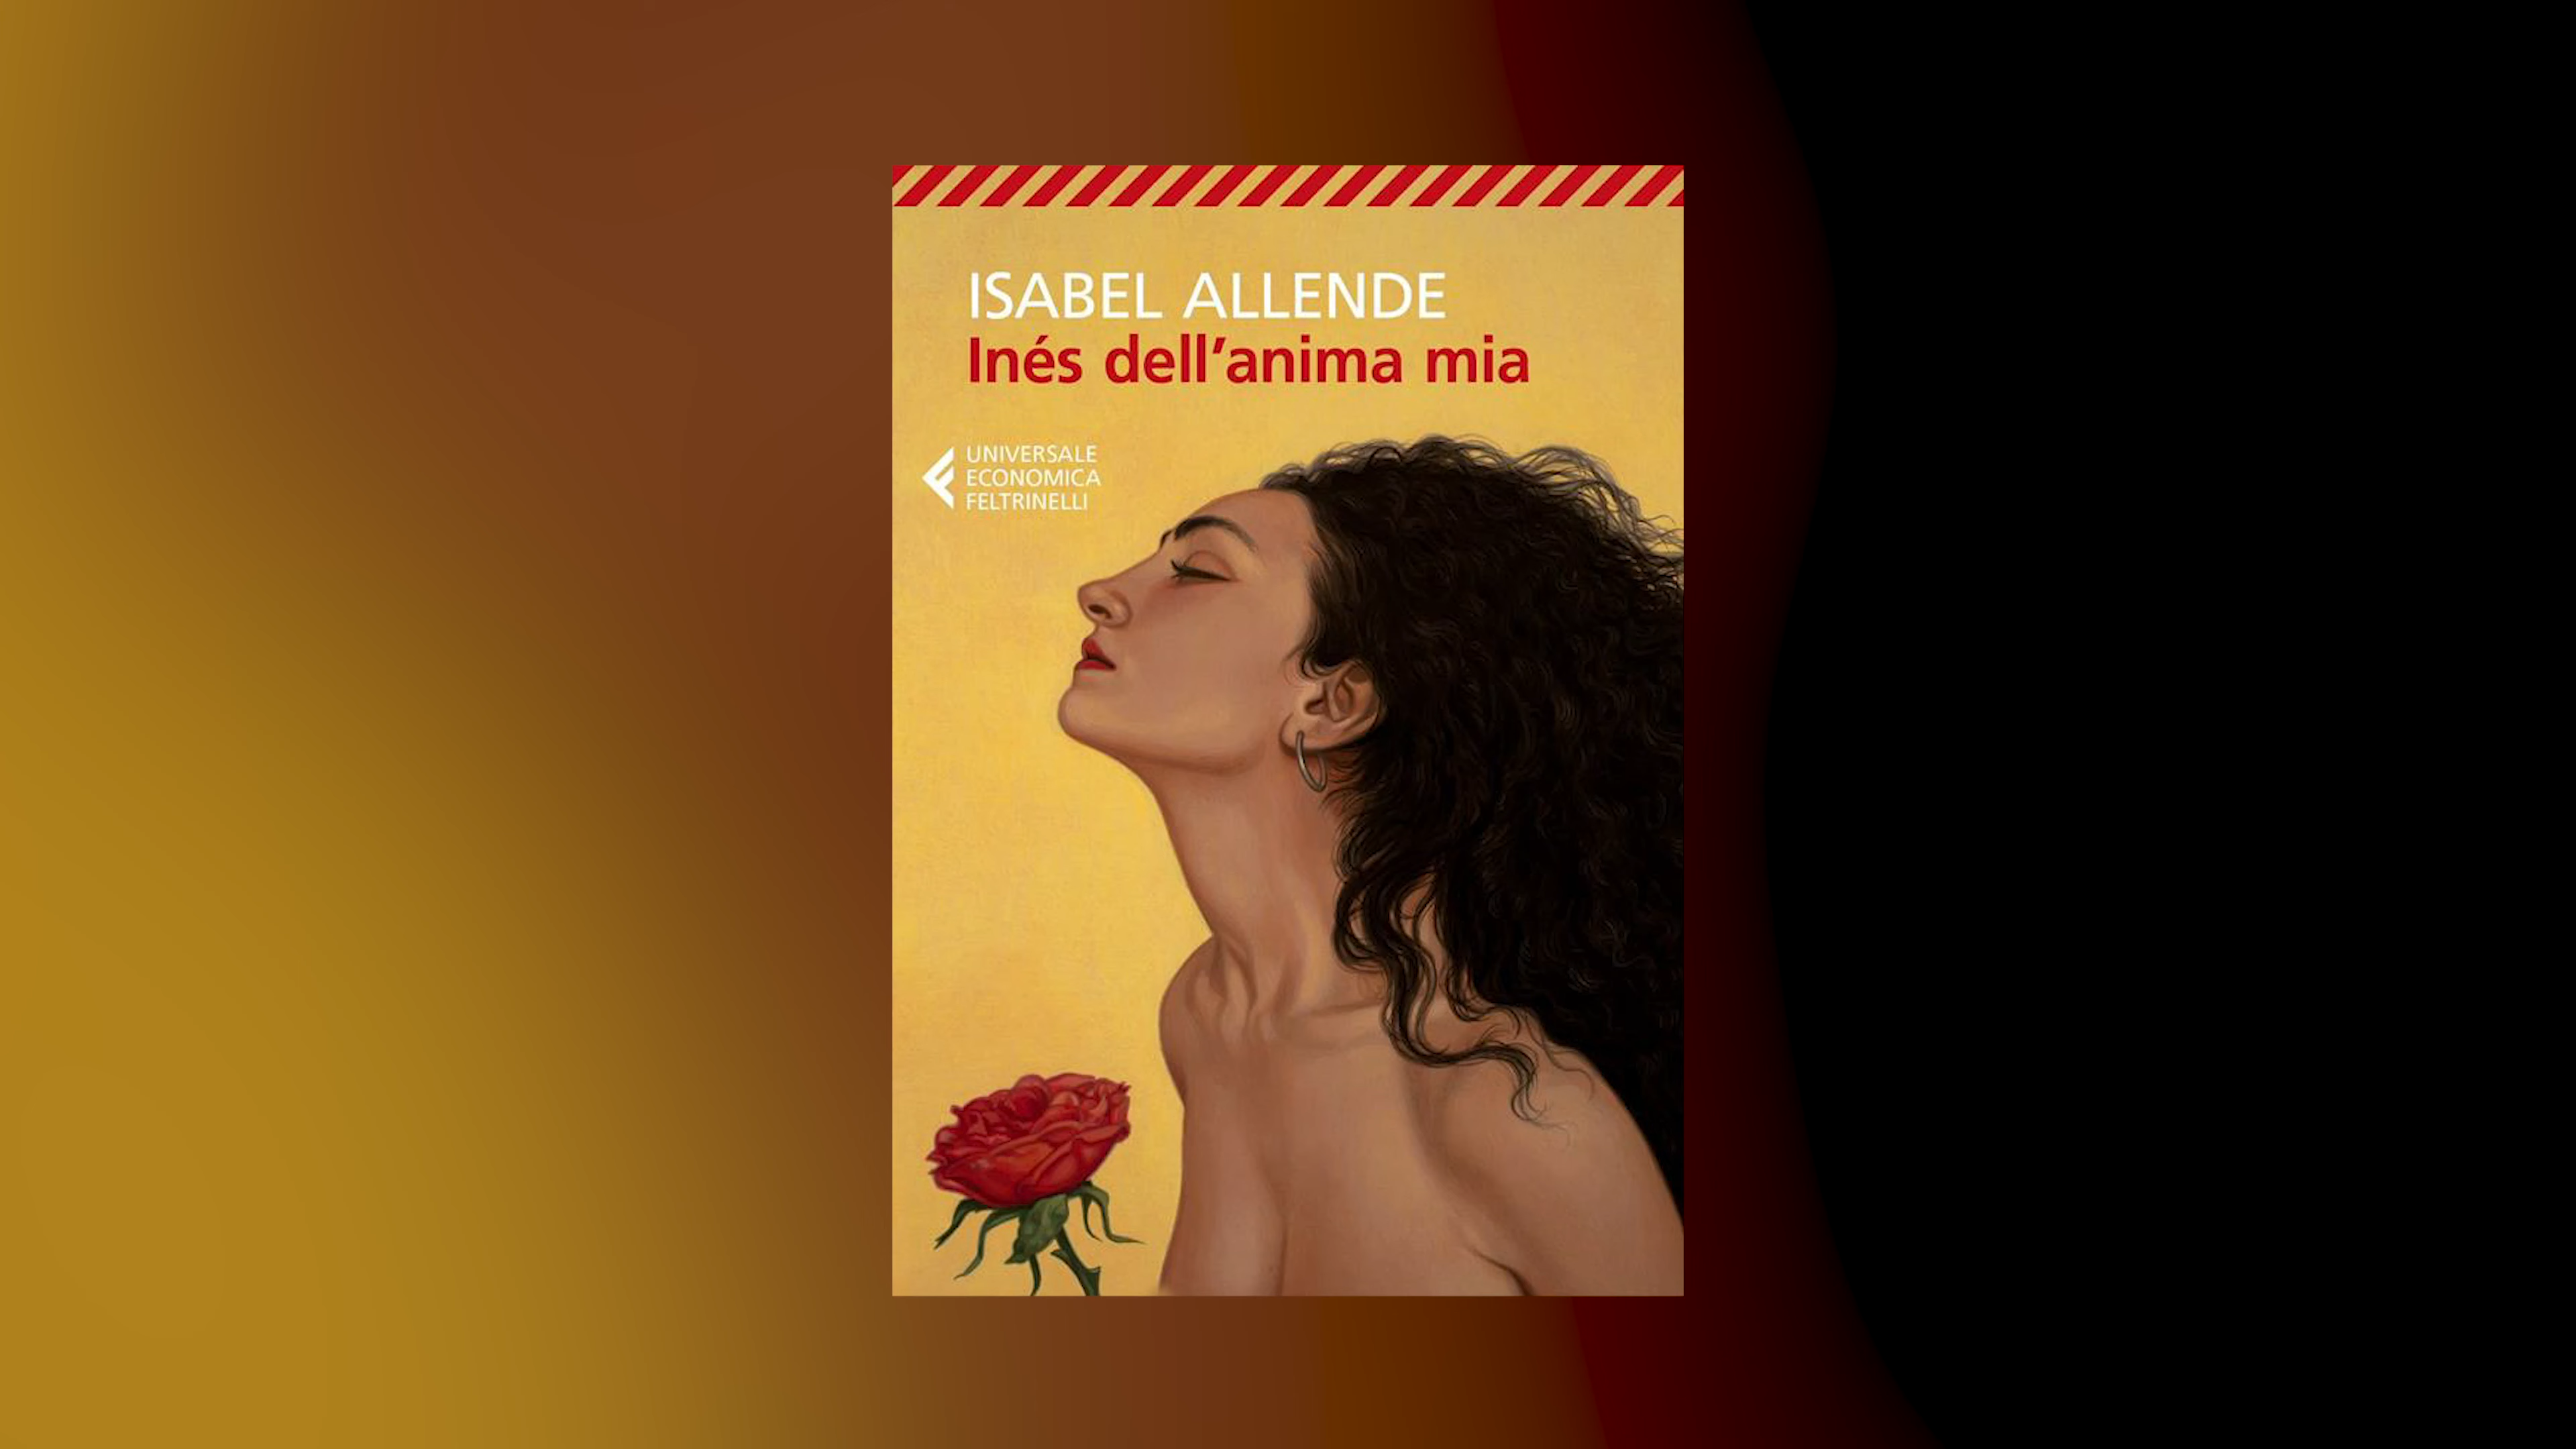 ISABEL ALLENDE
Inés dell’anima mia
UNIVERSALE
ECONOMICA
FELTRINELLI